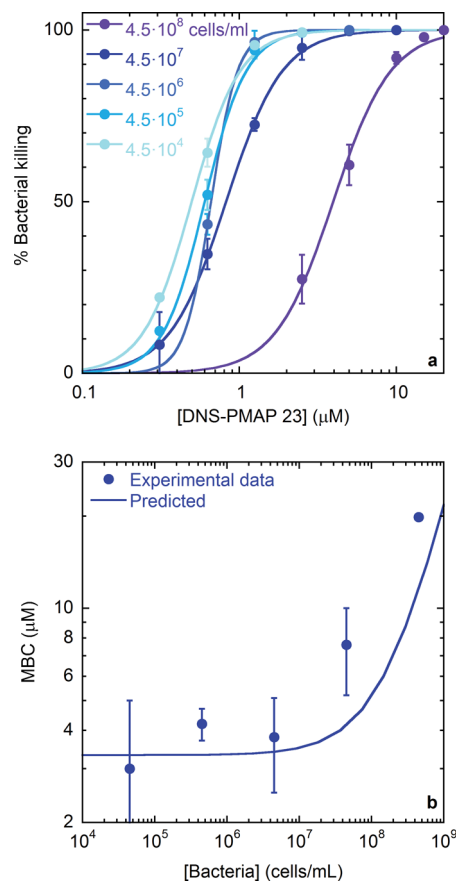 100
4.5·10⁸ cells/ml
4.5·10⁷
4.5·10⁶
4.5·10⁵
4.5·10⁴
50
0
% Bacterial killing
a
0.1 1 10
[DNS-PMAP 23] (μM)
30
Experimental data
Predicted
10
8
6
4
2
MBC (μM)
b
10⁴ 10⁵ 10⁶ 10⁷ 10⁸ 10⁹
[Bacteria] (cells/mL)